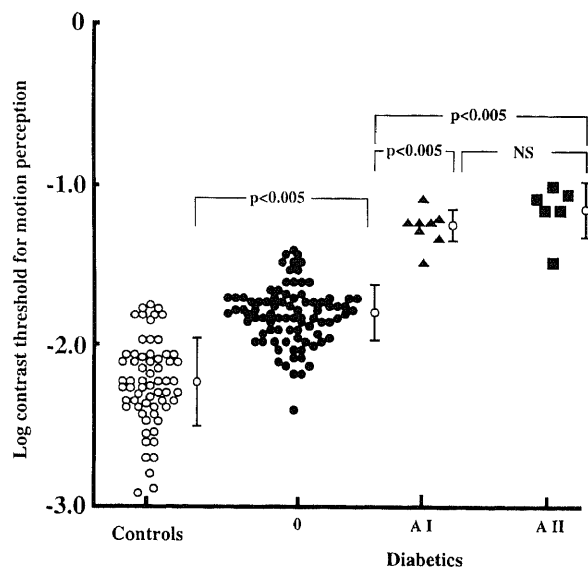 Log contrast threshold for motion perception
0
-1.0
-2.0
-3.0
p<0.005
p<0.005
NS
p<0.005
Controls
0
A I
A II
Diabetics